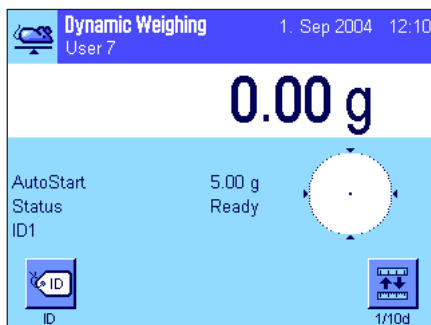 Dynamic Weighing 1. Sep 2004 12:10
User 7
0.00 g
AutoStart 5.00 g
Status Ready
ID1
ID
ID 1/10d